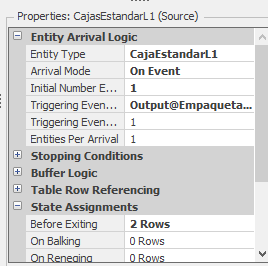 Properties: CajasEstandarL1 (Source)
Entity Arrival Logic
Entity Type CajaEstandarL1
Arrival Mode On Event
Initial Number E... 1
Triggering Even... Output@Empaqueta...
Triggering Even... 1
Entities Per Arrival 1
Stopping Conditions
Buffer Logic
Table Row Referencing
State Assignments
Before Exiting 2 Rows
On Balking 0 Rows
On Reneging 0 Rows